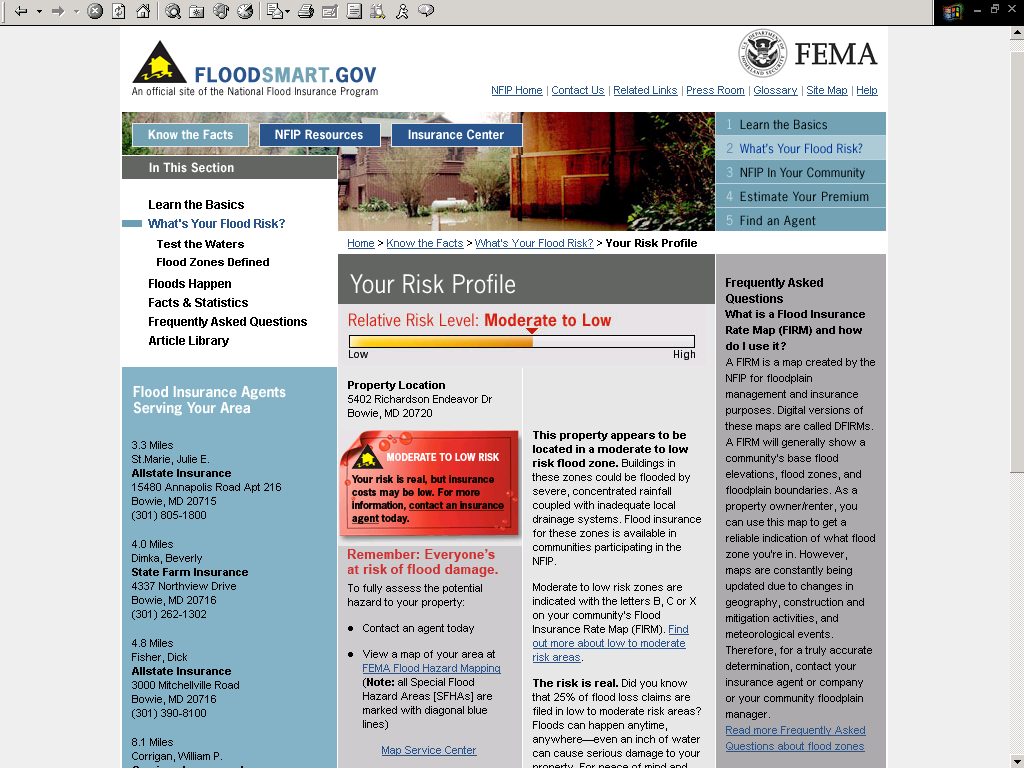 FLOODSMART.GOV
An official site of the National Flood Insurance Program
U.S. DEPARTMENT OF HOMELAND SECURITY
FEMA
NFIP Home | Contact Us | Related Links | Press Room | Glossary | Site Map | Help
Know the Facts
NFIP Resources
Insurance Center
1 Learn the Basics
2 What's Your Flood Risk?
3 NFIP In Your Community
4 Estimate Your Premium
5 Find an Agent
In This Section
Learn the Basics
What's Your Flood Risk?
Test the Waters
Flood Zones Defined
Floods Happen
Facts & Statistics
Frequently Asked Questions
Article Library
Flood Insurance Agents
Serving Your Area
3.3 Miles
St.Marie, Julie E.
Allstate Insurance
15480 Annapolis Road Apt 216
Bowie, MD 20715
(301) 805-1800
4.0 Miles
Dimka, Beverly
State Farm Insurance
4337 Northview Drive
Bowie, MD 20716
(301) 262-1302
4.8 Miles
Fisher, Dick
Allstate Insurance
3000 Mitchellville Road
Bowie, MD 20716
(301) 390-8100
8.1 Miles
Corrigan, William P.
Home > Know the Facts > What's Your Flood Risk? > Your Risk Profile
Your Risk Profile
Relative Risk Level: Moderate to Low
Low High
Property Location
5402 Richardson Endeavor Dr
Bowie, MD 20720
MODERATE TO LOW RISK
Your risk is real, but insurance
costs may be low. For more
information, contact an insurance
agent today.
Remember: Everyone's
at risk of flood damage.
To fully assess the potential
hazard to your property:
● Contact an agent today
● View a map of your area at
FEMA Flood Hazard Mapping
(Note: all Special Flood
Hazard Areas [SFHAs] are
marked with diagonal blue
lines)
Map Service Center
This property appears to be
located in a moderate to low
risk flood zone. Buildings in
these zones could be flooded by
severe, concentrated rainfall
coupled with inadequate local
drainage systems. Flood insurance
for these zones is available in
communities participating in the
NFIP.
Moderate to low risk zones are
indicated with the letters B, C or X
on your community's Flood
Insurance Rate Map (FIRM). Find
out more about low to moderate
risk areas.
The risk is real. Did you know
that 25% of flood loss claims are
filed in low to moderate risk areas?
Floods can happen anytime,
anywhere—even an inch of water
can cause serious damage to your
property. For peace of mind and
Frequently Asked
Questions
What is a Flood Insurance
Rate Map (FIRM) and how
do I use it?
A FIRM is a map created by the
NFIP for floodplain
management and insurance
purposes. Digital versions of
these maps are called DFIRMs.
A FIRM will generally show a
community's base flood
elevations, flood zones, and
floodplain boundaries. As a
property owner/renter, you
can use this map to get a
reliable indication of what flood
zone you're in. However,
maps are constantly being
updated due to changes in
geography, construction and
mitigation activities, and
meteorological events.
Therefore, for a truly accurate
determination, contact your
insurance agent or company
or your community floodplain
manager.
Read more Frequently Asked
Questions about flood zones